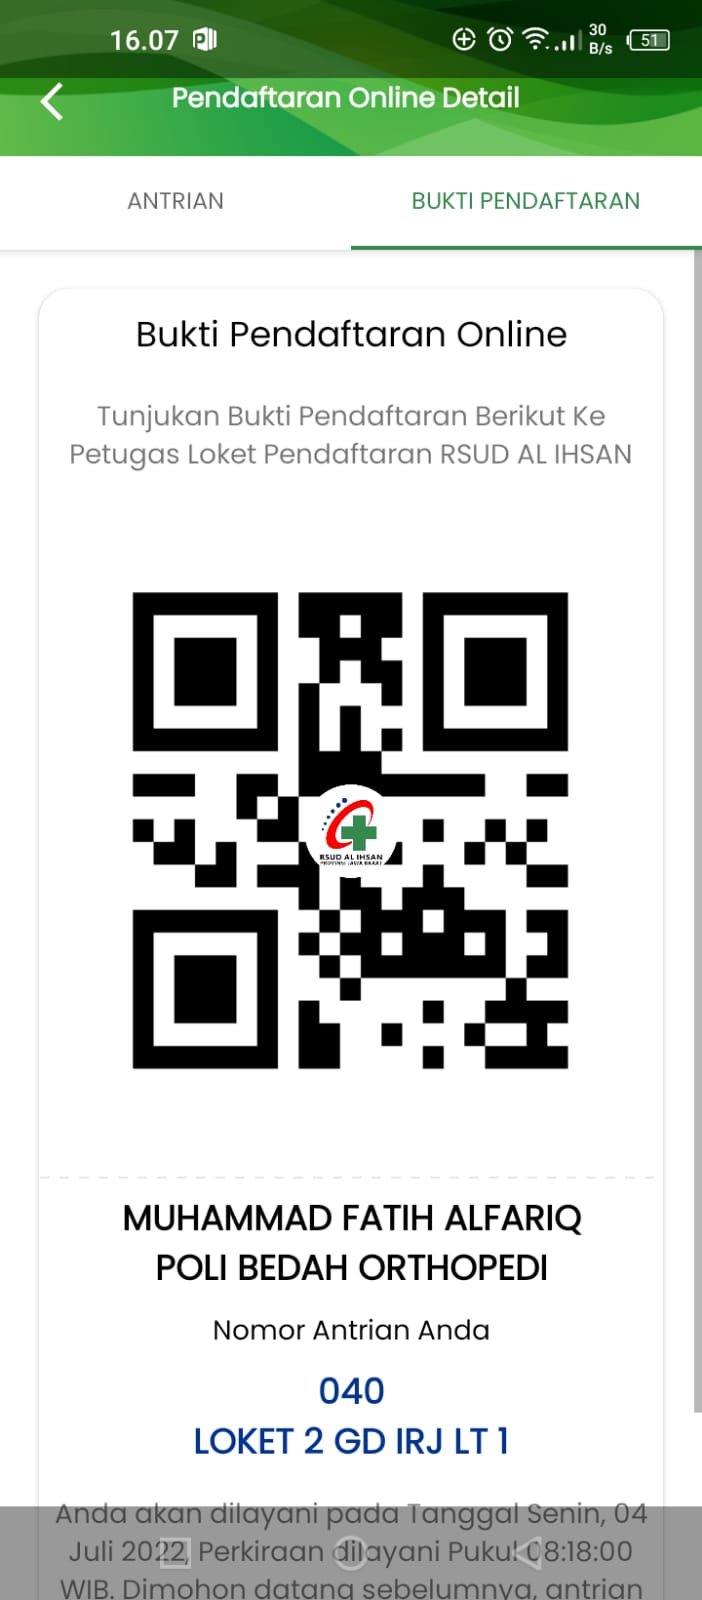 16.07
30
B/s
51
Pendaftaran Online Detail
ANTRIAN
BUKTI PENDAFTARAN
Bukti Pendaftaran Online
Tunjukan Bukti Pendaftaran Berikut Ke
Petugas Loket Pendaftaran RSUD AL IHSAN
RSUD AL IHSAN
PROVINSI JAWA BARAT
MUHAMMAD FATIH ALFARIQ
POLI BEDAH ORTHOPEDI
Nomor Antrian Anda
040
LOKET 2 GD IRJ LT 1
Anda akan dilayani pada Tanggal Senin, 04
Juli 2022, Perkiraan dilayani Pukul 08:18:00
WIB. Dimohon datang sebelumnya, antrian